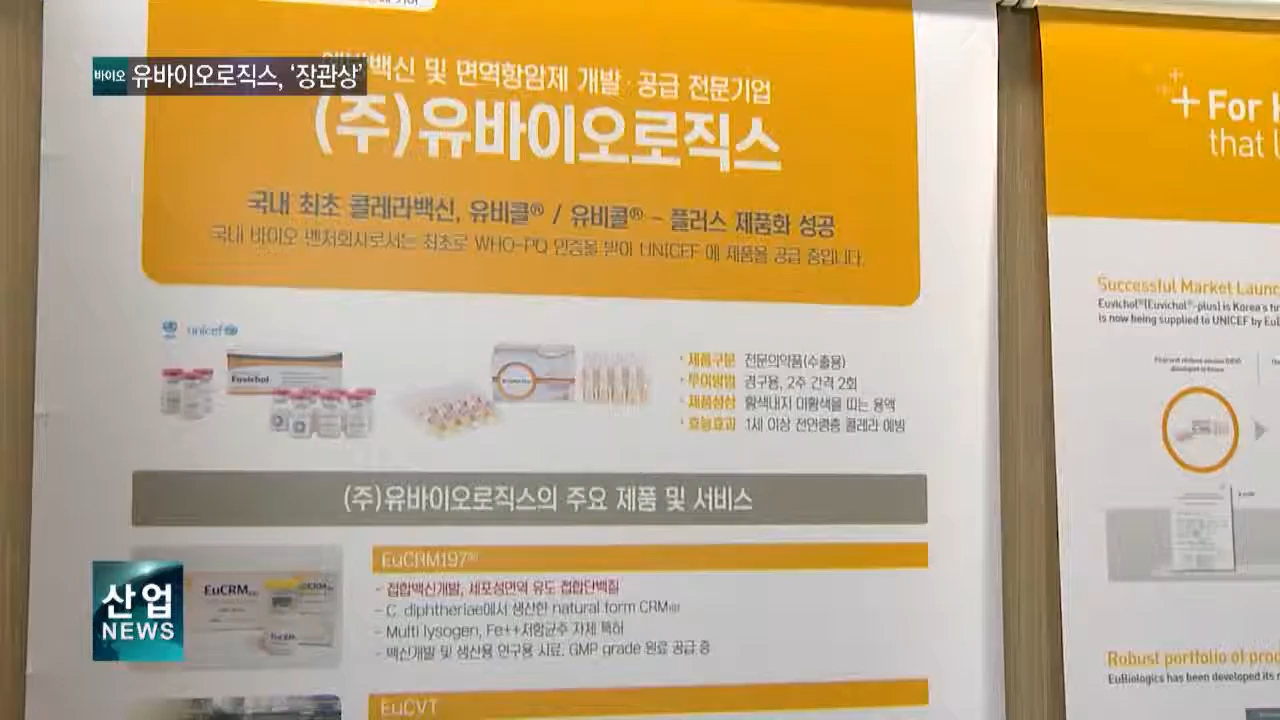 바이오 유바이오로직스, '장관상'
예방백신 및 면역항암제 개발·공급 전문기업
(주)유바이오로직스
국내 최초 콜레라백신, 유비콜® / 유비콜® - 플러스 제품화 성공
국내 바이오 벤처회사로서는 최초로 WHO-PQ 인증을 받아 UNICEF 에 제품을 공급 중입니다.
unicef
Euvichol
· 제품구분 전문의약품(수출용)
· 투여방법 경구용, 2주 간격 2회
· 제품성상 황색내지 미황색을 띠는 용액
· 효능효과 1세 이상 전연령층 콜레라 예방
(주)유바이오로직스의 주요 제품 및 서비스
EuCRM
EuCRM197
- 접합백신개발, 세포성면역 유도 접합단백질
- C. diphtheriae에서 생산한 natural form CRM
- Multi lysogen, Fe++저항균주 자체 특허
- 백신개발 및 생산용 연구용 시료, GMP grade 원료 공급 중
EuCVT
산업
NEWS
+ For
that
Successful Market Launc
Euvichol®(Euvichol®-plus) is Korea's fir
is now being supplied to UNICEF by Eu
Robust portfolio of proc
EuBiologics has been developed its